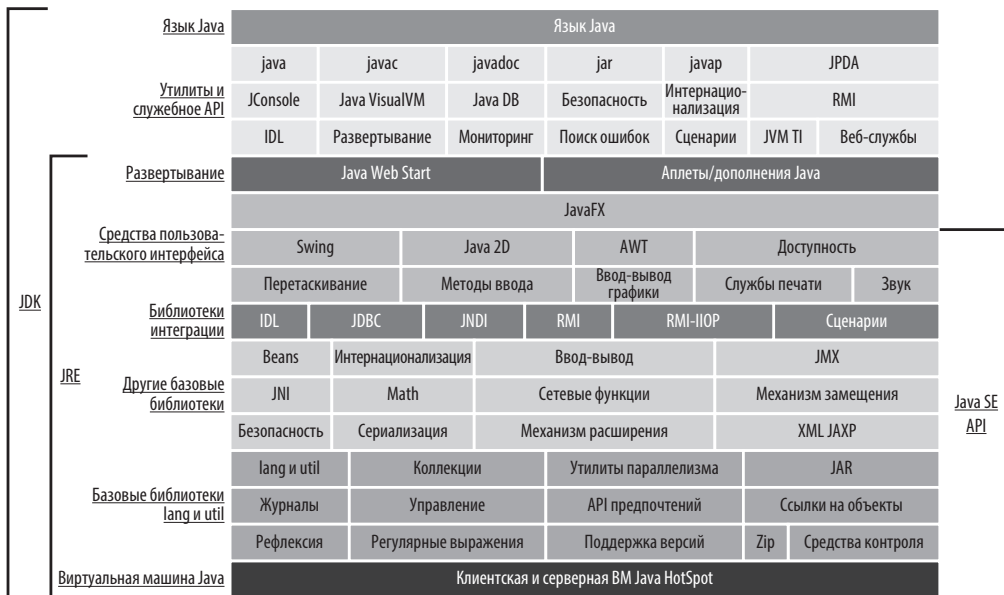 Язык Java
Язык Java
java javac javadoc jar javap JPDA
Утилиты и служебное API
JConsole Java VisualVM Java DB Безопасность Интернацио-
нализация RMI
IDL Развертывание Мониторинг Поиск ошибок Сценарии JVM TI Веб-службы
Развертывание
Java Web Start Аплеты/дополнения Java
JavaFX
Средства пользова-
тельского интерфейса
Swing Java 2D AWT Доступность
Перетаскивание Методы ввода Ввод-вывод
графики Службы печати Звук
JDK
Библиотеки
интеграции
IDL JDBC JNDI RMI RMI-IIOP Сценарии
JRE
Другие базовые
библиотеки
Beans Интернационализация Ввод-вывод JMX
JNI Math Сетевые функции Механизм замещения
Безопасность Сериализация Механизм расширения XML JAXP
Java SE
API
Базовые библиотеки
lang и util
lang и util Коллекции Утилиты параллелизма JAR
Журналы Управление API предпочтений Ссылки на объекты
Рефлексия Регулярные выражения Поддержка версий Zip Средства контроля
Виртуальная машина Java
Клиентская и серверная ВМ Java HotSpot